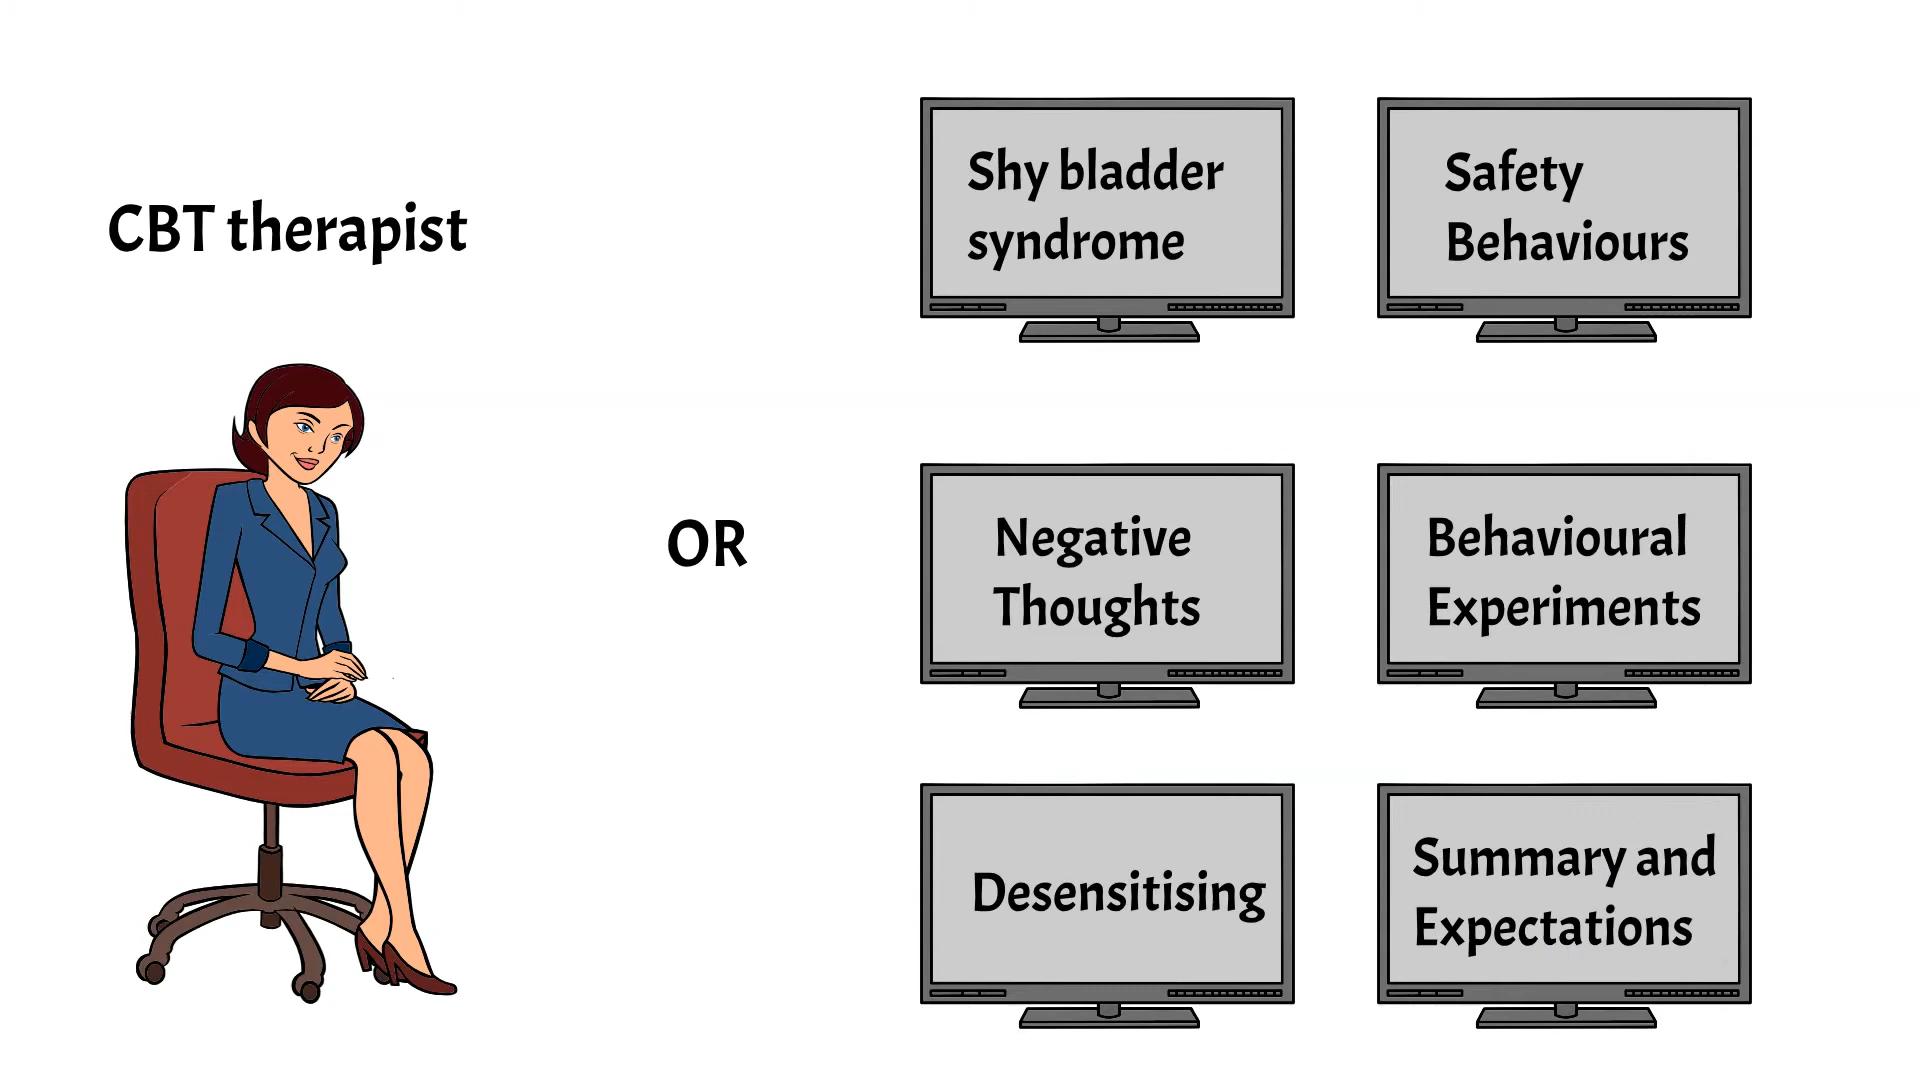 CBT therapist
OR
Shy bladder
syndrome
Safety
Behaviours
Negative
Thoughts
Behavioural
Experiments
Desensitising
Summary and
Expectations